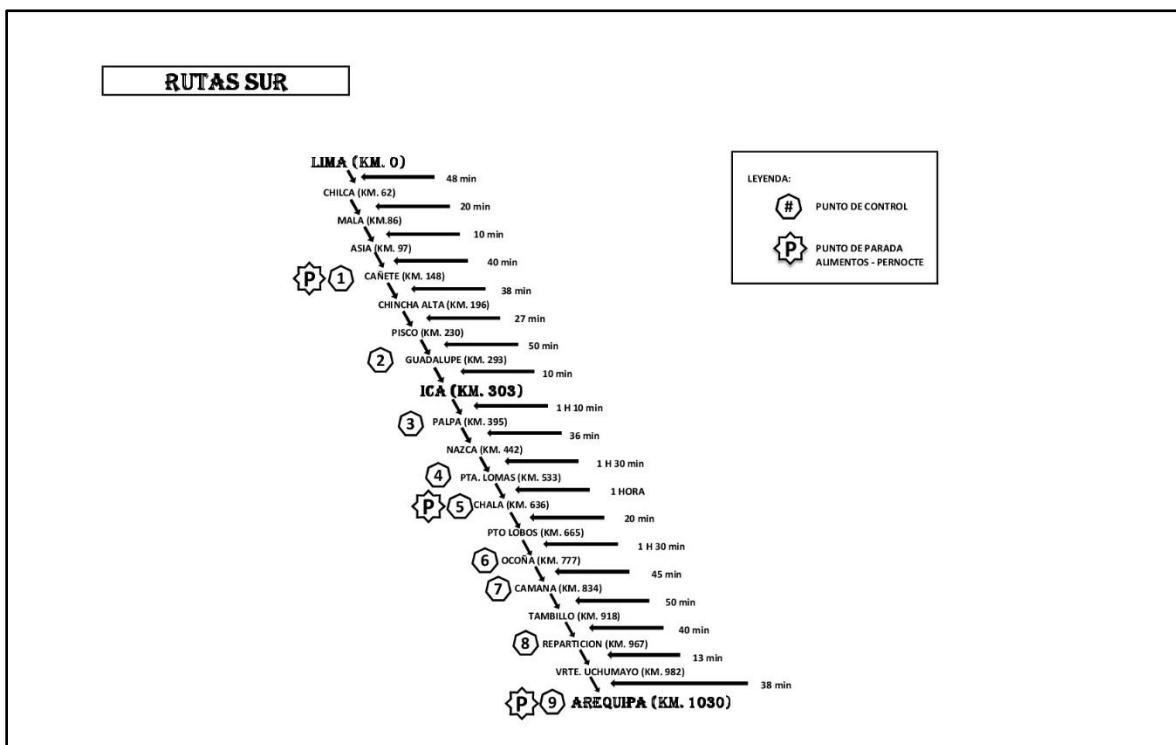 RUTAS SUR
LIMA (KM. 0)
48 min
CHILCA (KM. 62)
20 min
MALA (KM.86)
10 min
ASIA (KM. 97)
40 min
P 1 CAÑETE (KM. 148)
38 min
CHINCHA ALTA (KM. 196)
27 min
PISCO (KM. 230)
50 min
2 GUADALUPE (KM. 293)
10 min
ICA (KM. 303)
1 H 10 min
3 PALPA (KM. 395)
36 min
NAZCA (KM. 442)
1 H 30 min
4 PTA. LOMAS (KM. 533)
1 HORA
P 5 CHALA (KM. 636)
20 min
PTO LOBOS (KM. 665)
1 H 30 min
6 OCOÑA (KM. 777)
45 min
7 CAMANA (KM. 834)
50 min
TAMBILLO (KM. 918)
40 min
8 REPARTICION (KM. 967)
13 min
VRTE. UCHUMAYO (KM. 982)
38 min
P 9 AREQUIPA (KM. 1030)
LEYENDA:
# PUNTO DE CONTROL
P PUNTO DE PARADA
ALIMENTOS - PERNOCTE